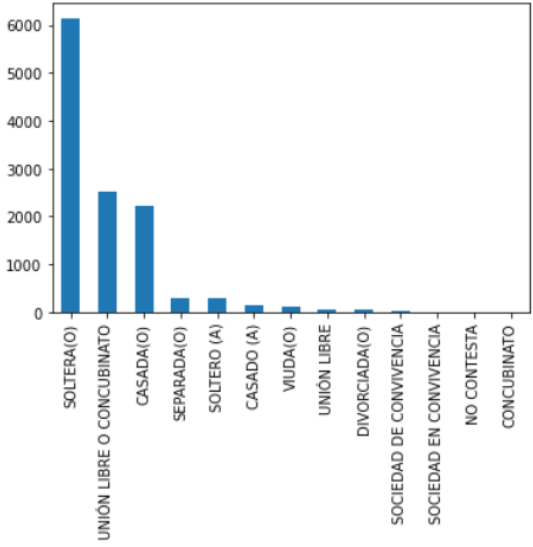 6000
5000
4000
3000
2000
1000
0
SOLTERA(O)
UNIÓN LIBRE O CONCUBINATO
CASADA(O)
SEPARADA(O)
SOLTERO (A)
CASADO (A)
VIUDA(O)
UNIÓN LIBRE
DIVORCIADA(O)
SOCIEDAD DE CONVIVENCIA
SOCIEDAD EN CONVIVENCIA
NO CONTESTA
CONCUBINATO